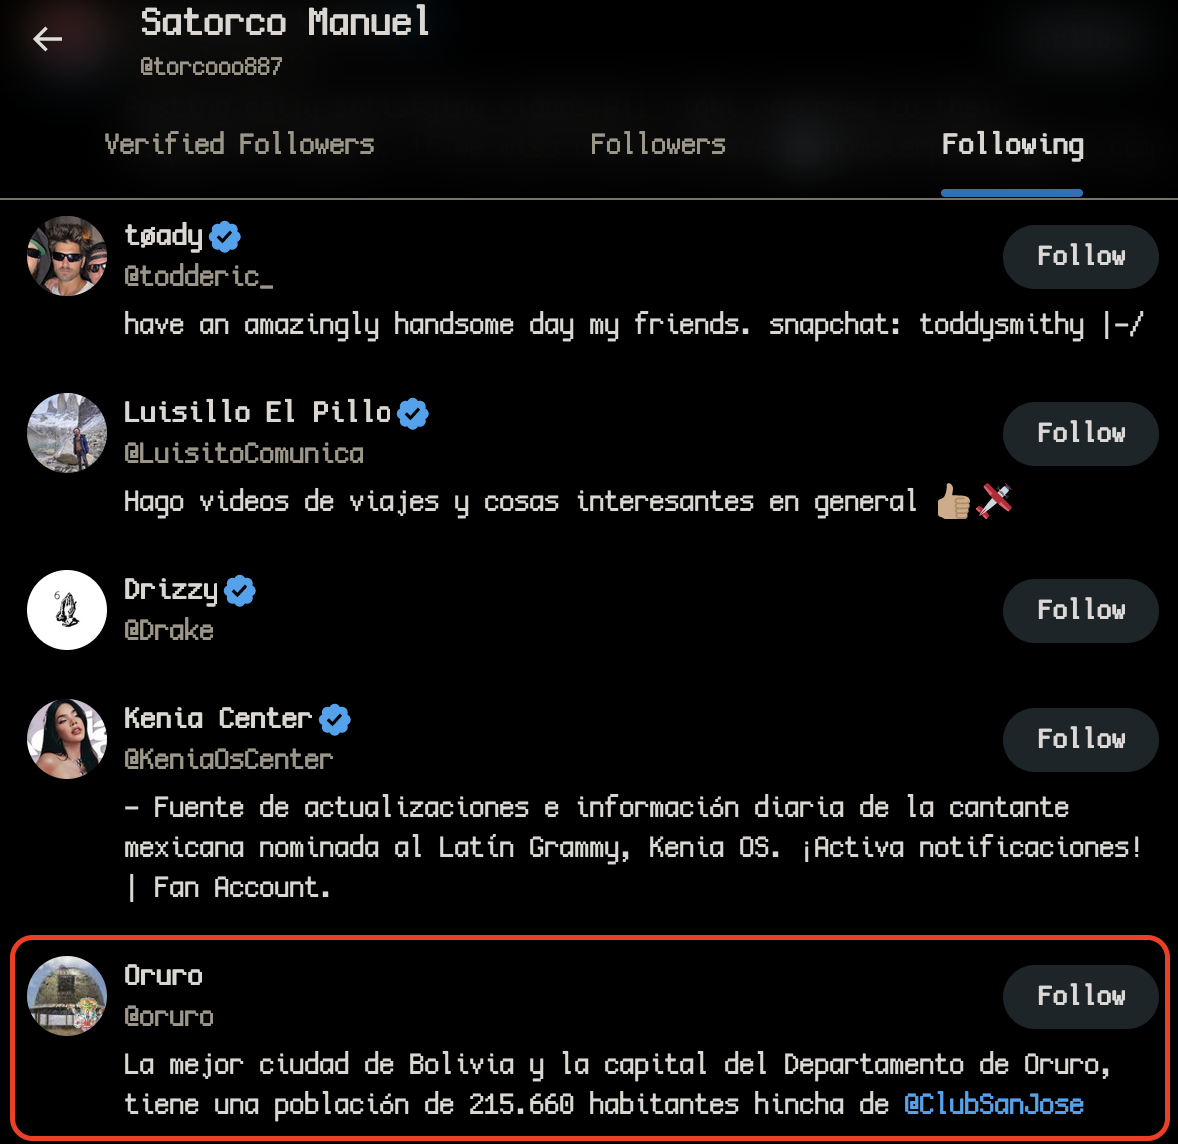 Satorco Manuel
@torcooo887
Verified Followers Followers Following
tøady
@todderic_
Follow
have an amazingly handsome day my friends. snapchat: toddysmithy |-/
Luisillo El Pillo
@LuisitoComunica
Follow
Hago videos de viajes y cosas interesantes en general 👍🏼🛩
6
Drizzy
@Drake
Follow
Kenia Center
@KeniaOsCenter
Follow
- Fuente de actualizaciones e información diaria de la cantante
mexicana nominada al Latín Grammy, Kenia OS. ¡Activa notificaciones!
| Fan Account.
Oruro
@oruro
Follow
La mejor ciudad de Bolivia y la capital del Departamento de Oruro,
tiene una población de 215.660 habitantes hincha de @ClubSanJose